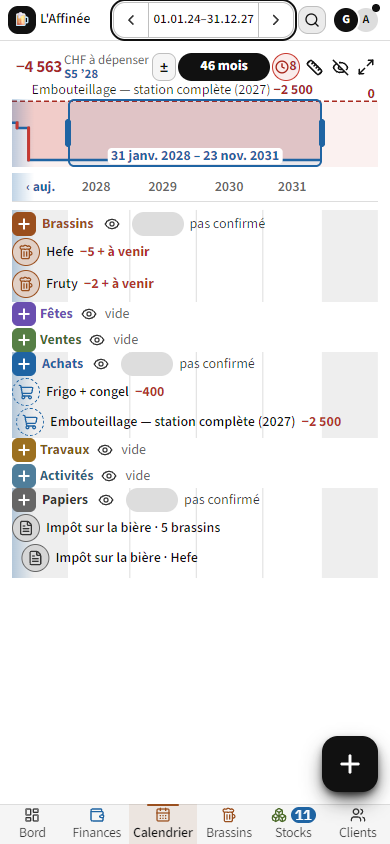 L'Affinée
01.01.24–31.12.27
G
A
−4 563
CHF à dépenser
S5 ’28
±
46 mois
8
Embouteillage — station complète (2027) −2 500
0
31 janv. 2028 – 23 nov. 2031
‹ auj.
2028
2029
2030
2031
Brassins
pas confirmé
Hefe −5 + à venir
Fruty −2 + à venir
Fêtes
vide
Ventes
vide
Achats
pas confirmé
Frigo + congel −400
Embouteillage — station complète (2027) −2 500
Travaux
vide
Activités
vide
Papiers
pas confirmé
Impôt sur la bière · 5 brassins
Impôt sur la bière · Hefe
Bord
Finances
Calendrier
Brassins
Stocks
11
Clients